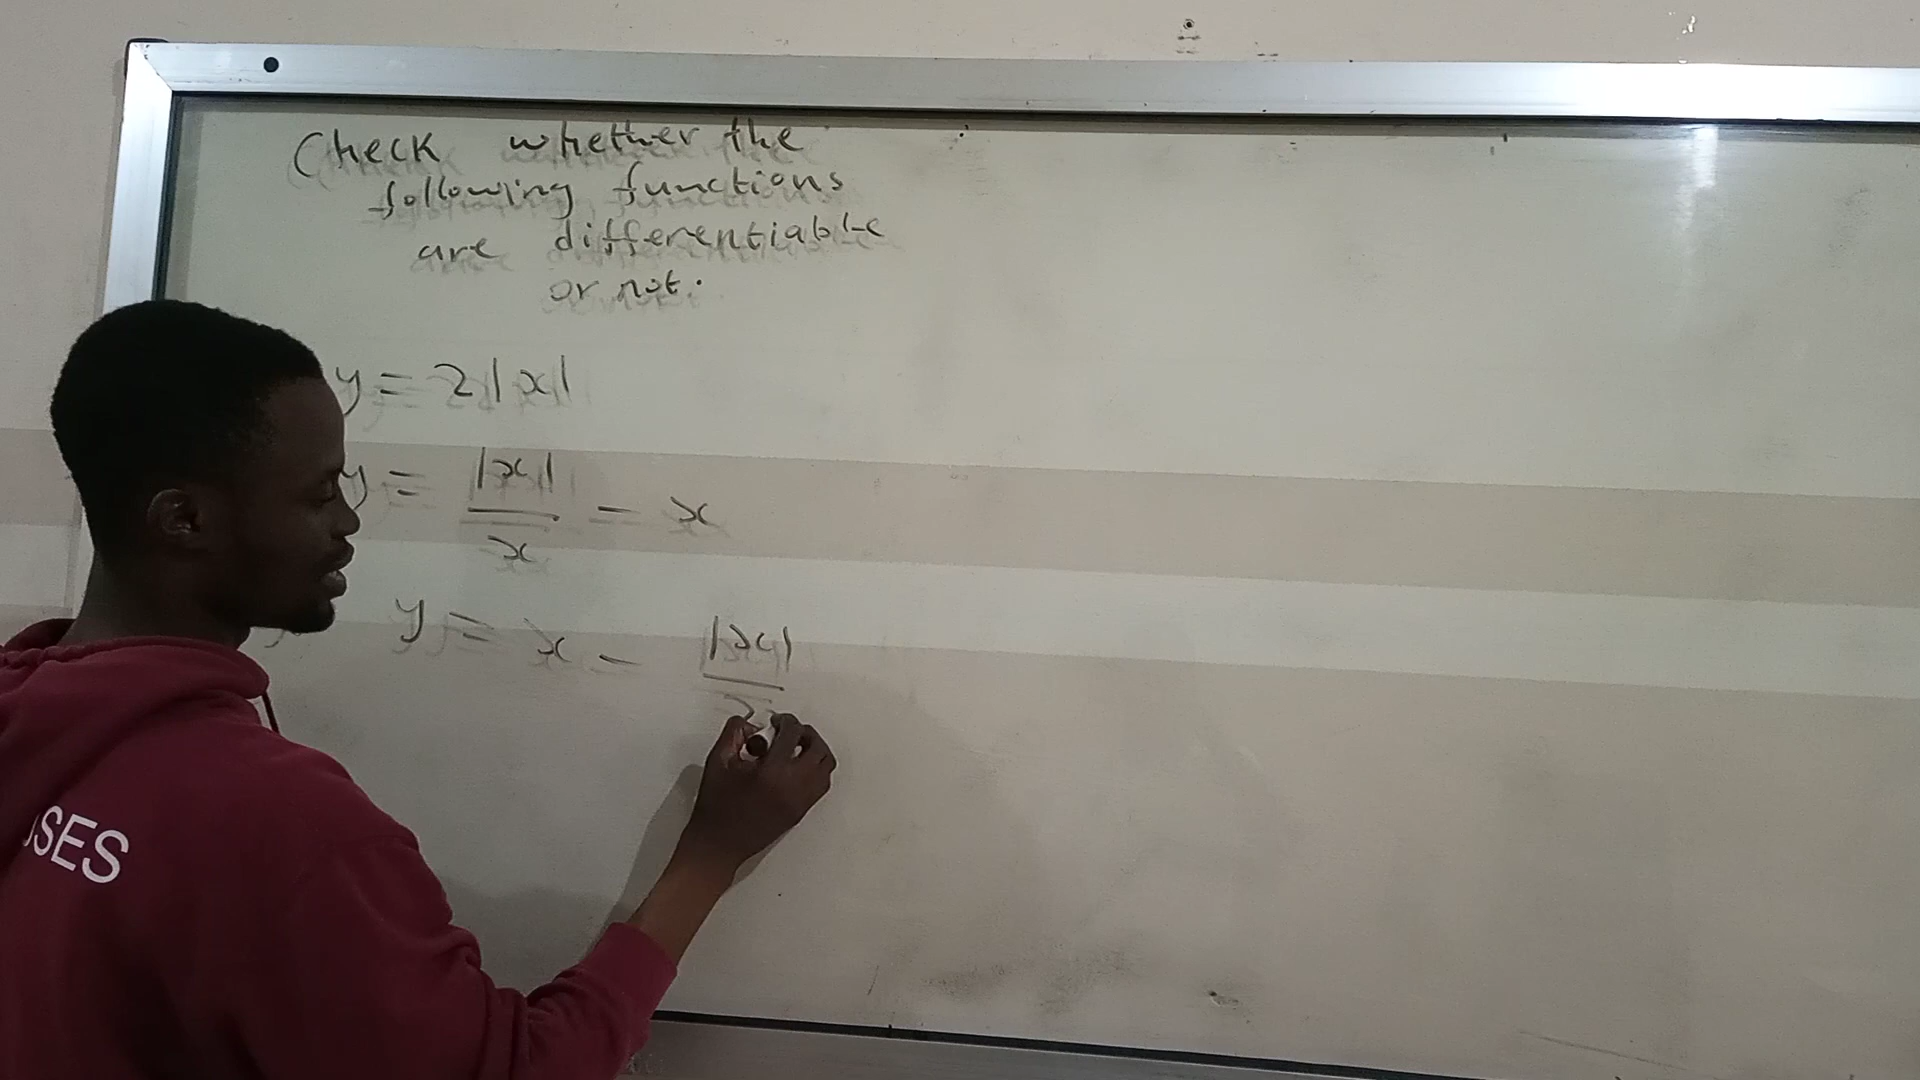 Check whether the
following functions
are differentiable
or not.
y = 2|x|
y = |x|/x = x
y = x - |x|
SES